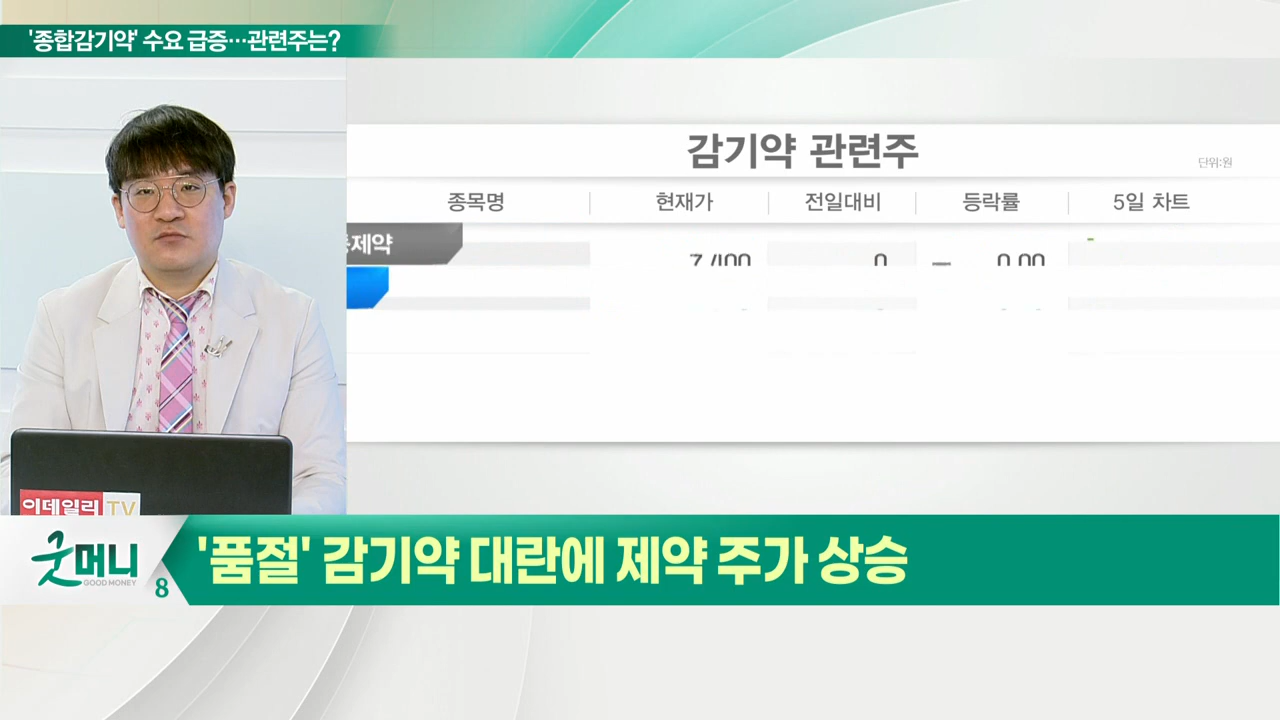 '종합감기약' 수요 급증…관련주는?
감기약 관련주
단위:원
종목명 현재가 전일대비 등락률 5일 차트
제약
이데일리 TV
굿머니
GOOD MONEY
8
'품절' 감기약 대란에 제약 주가 상승